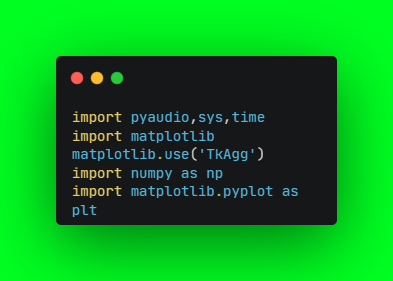 import pyaudio,sys,time
import matplotlib
matplotlib.use('TkAgg')
import numpy as np
import matplotlib.pyplot as
plt